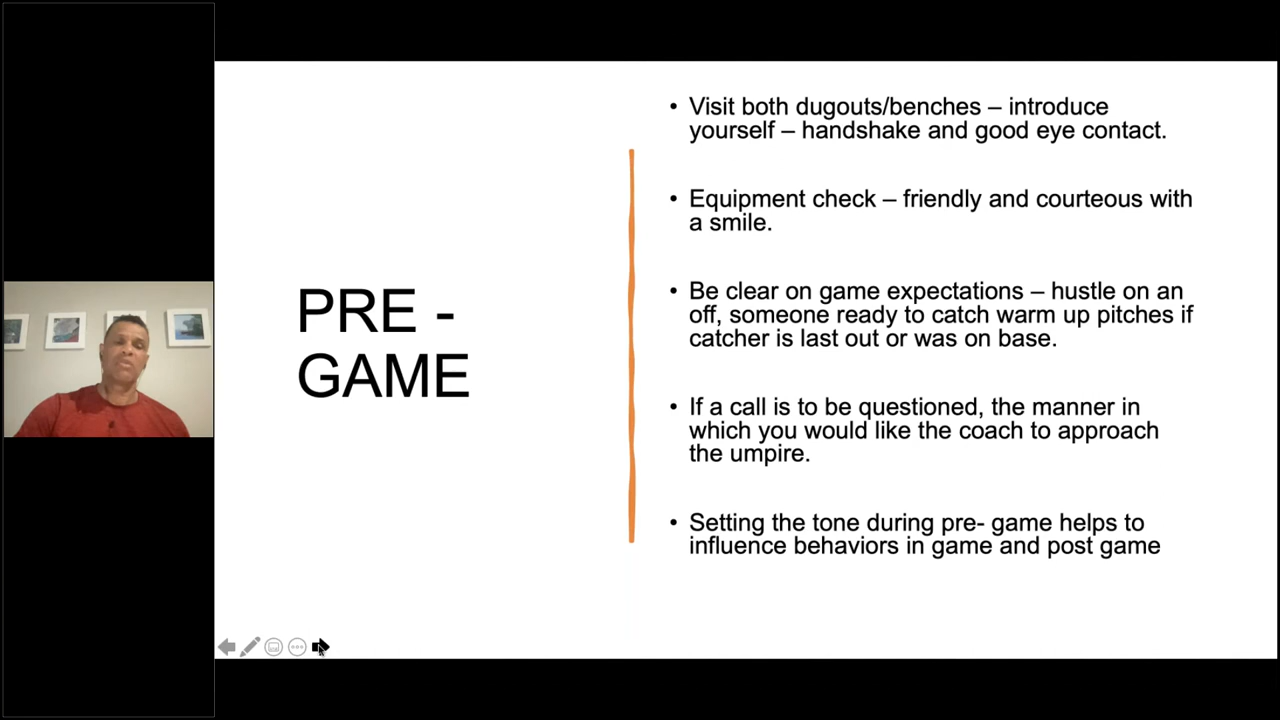 PRE -
GAME
• Visit both dugouts/benches – introduce
yourself – handshake and good eye contact.
• Equipment check – friendly and courteous with
a smile.
• Be clear on game expectations – hustle on an
off, someone ready to catch warm up pitches if
catcher is last out or was on base.
• If a call is to be questioned, the manner in
which you would like the coach to approach
the umpire.
• Setting the tone during pre- game helps to
influence behaviors in game and post game